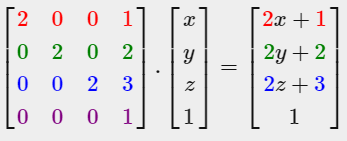 2 0 0 1 x 2x + 1
0 2 0 2 y 2y + 2
0 0 2 3 . z = 2z + 3
0 0 0 1 1 1